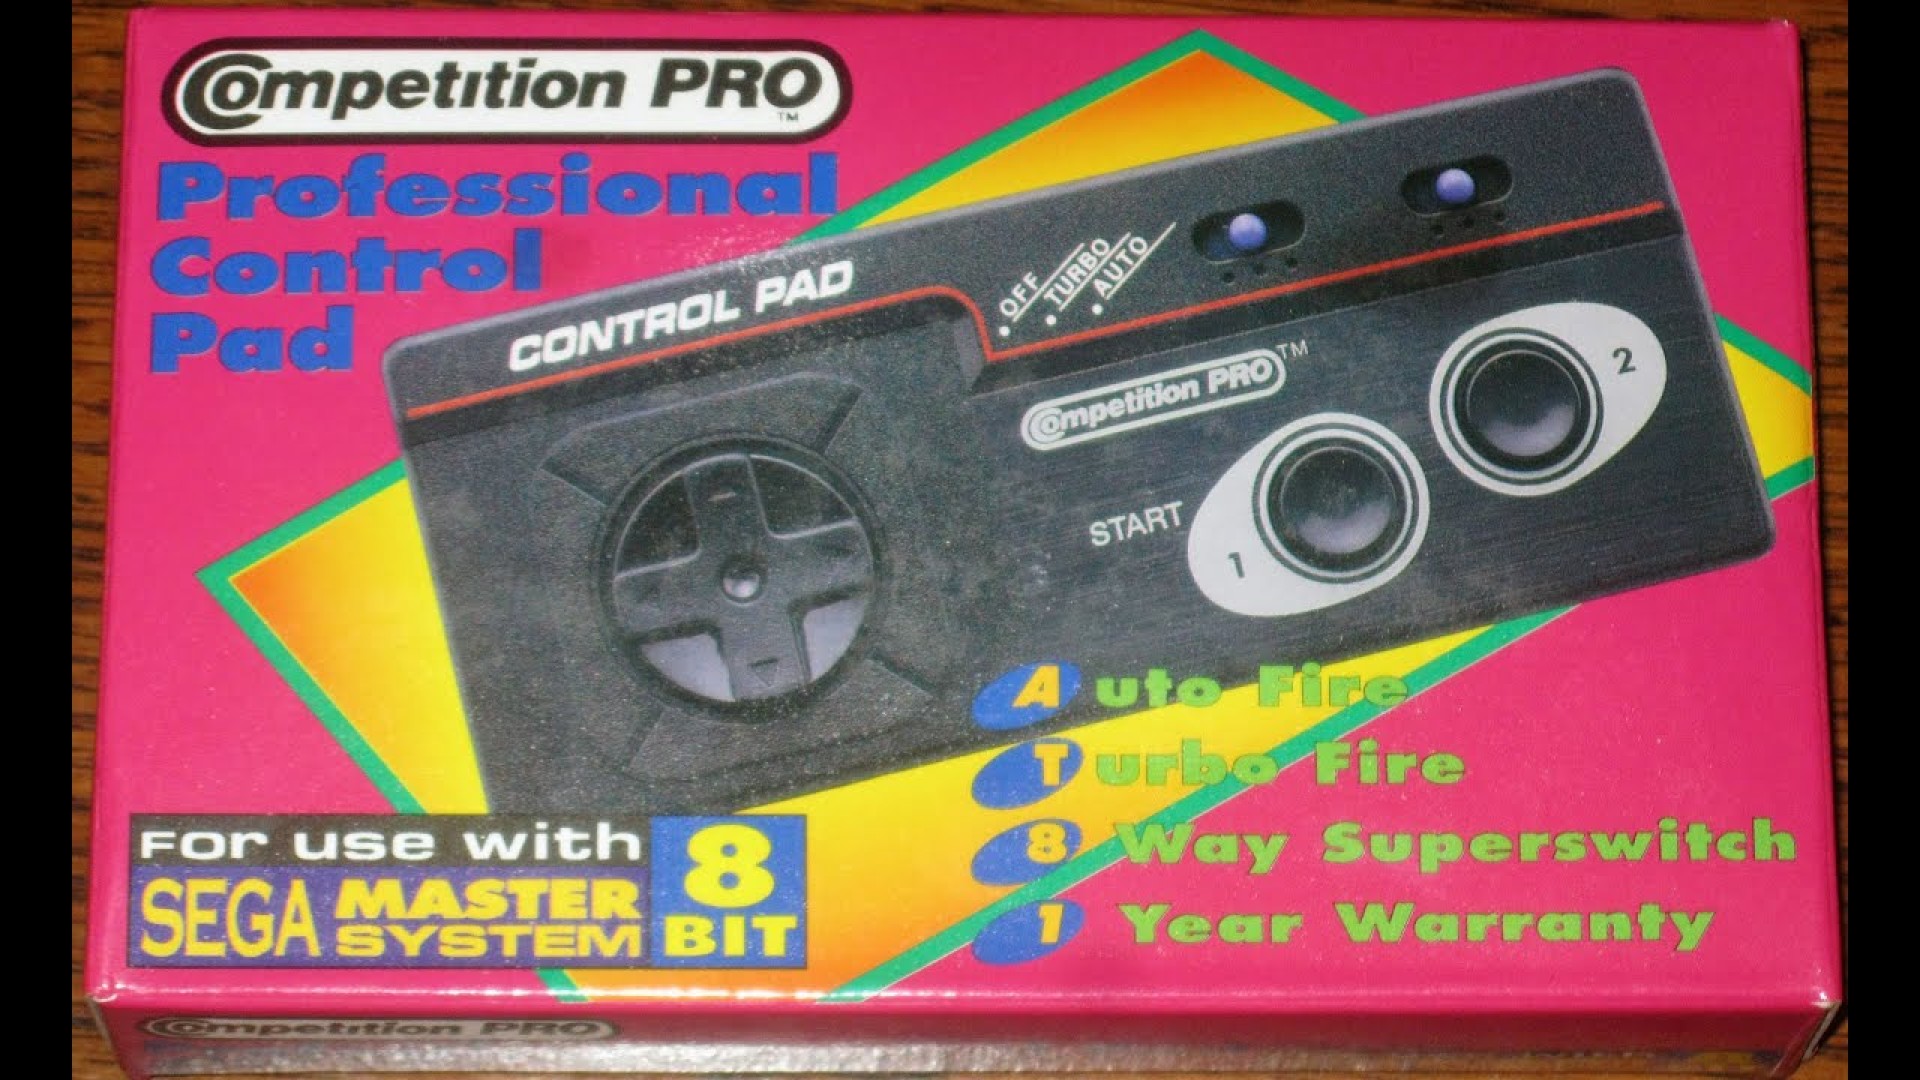 Competition PRO
TM
Professional
Control
Pad
CONTROL PAD
OFF
TURBO
AUTO
Competition PRO TM
2
START
1
Auto Fire
Turbo Fire
8 Way Superswitch
1 Year Warranty
For use with
SEGA MASTER SYSTEM
8 BIT
Competition PRO